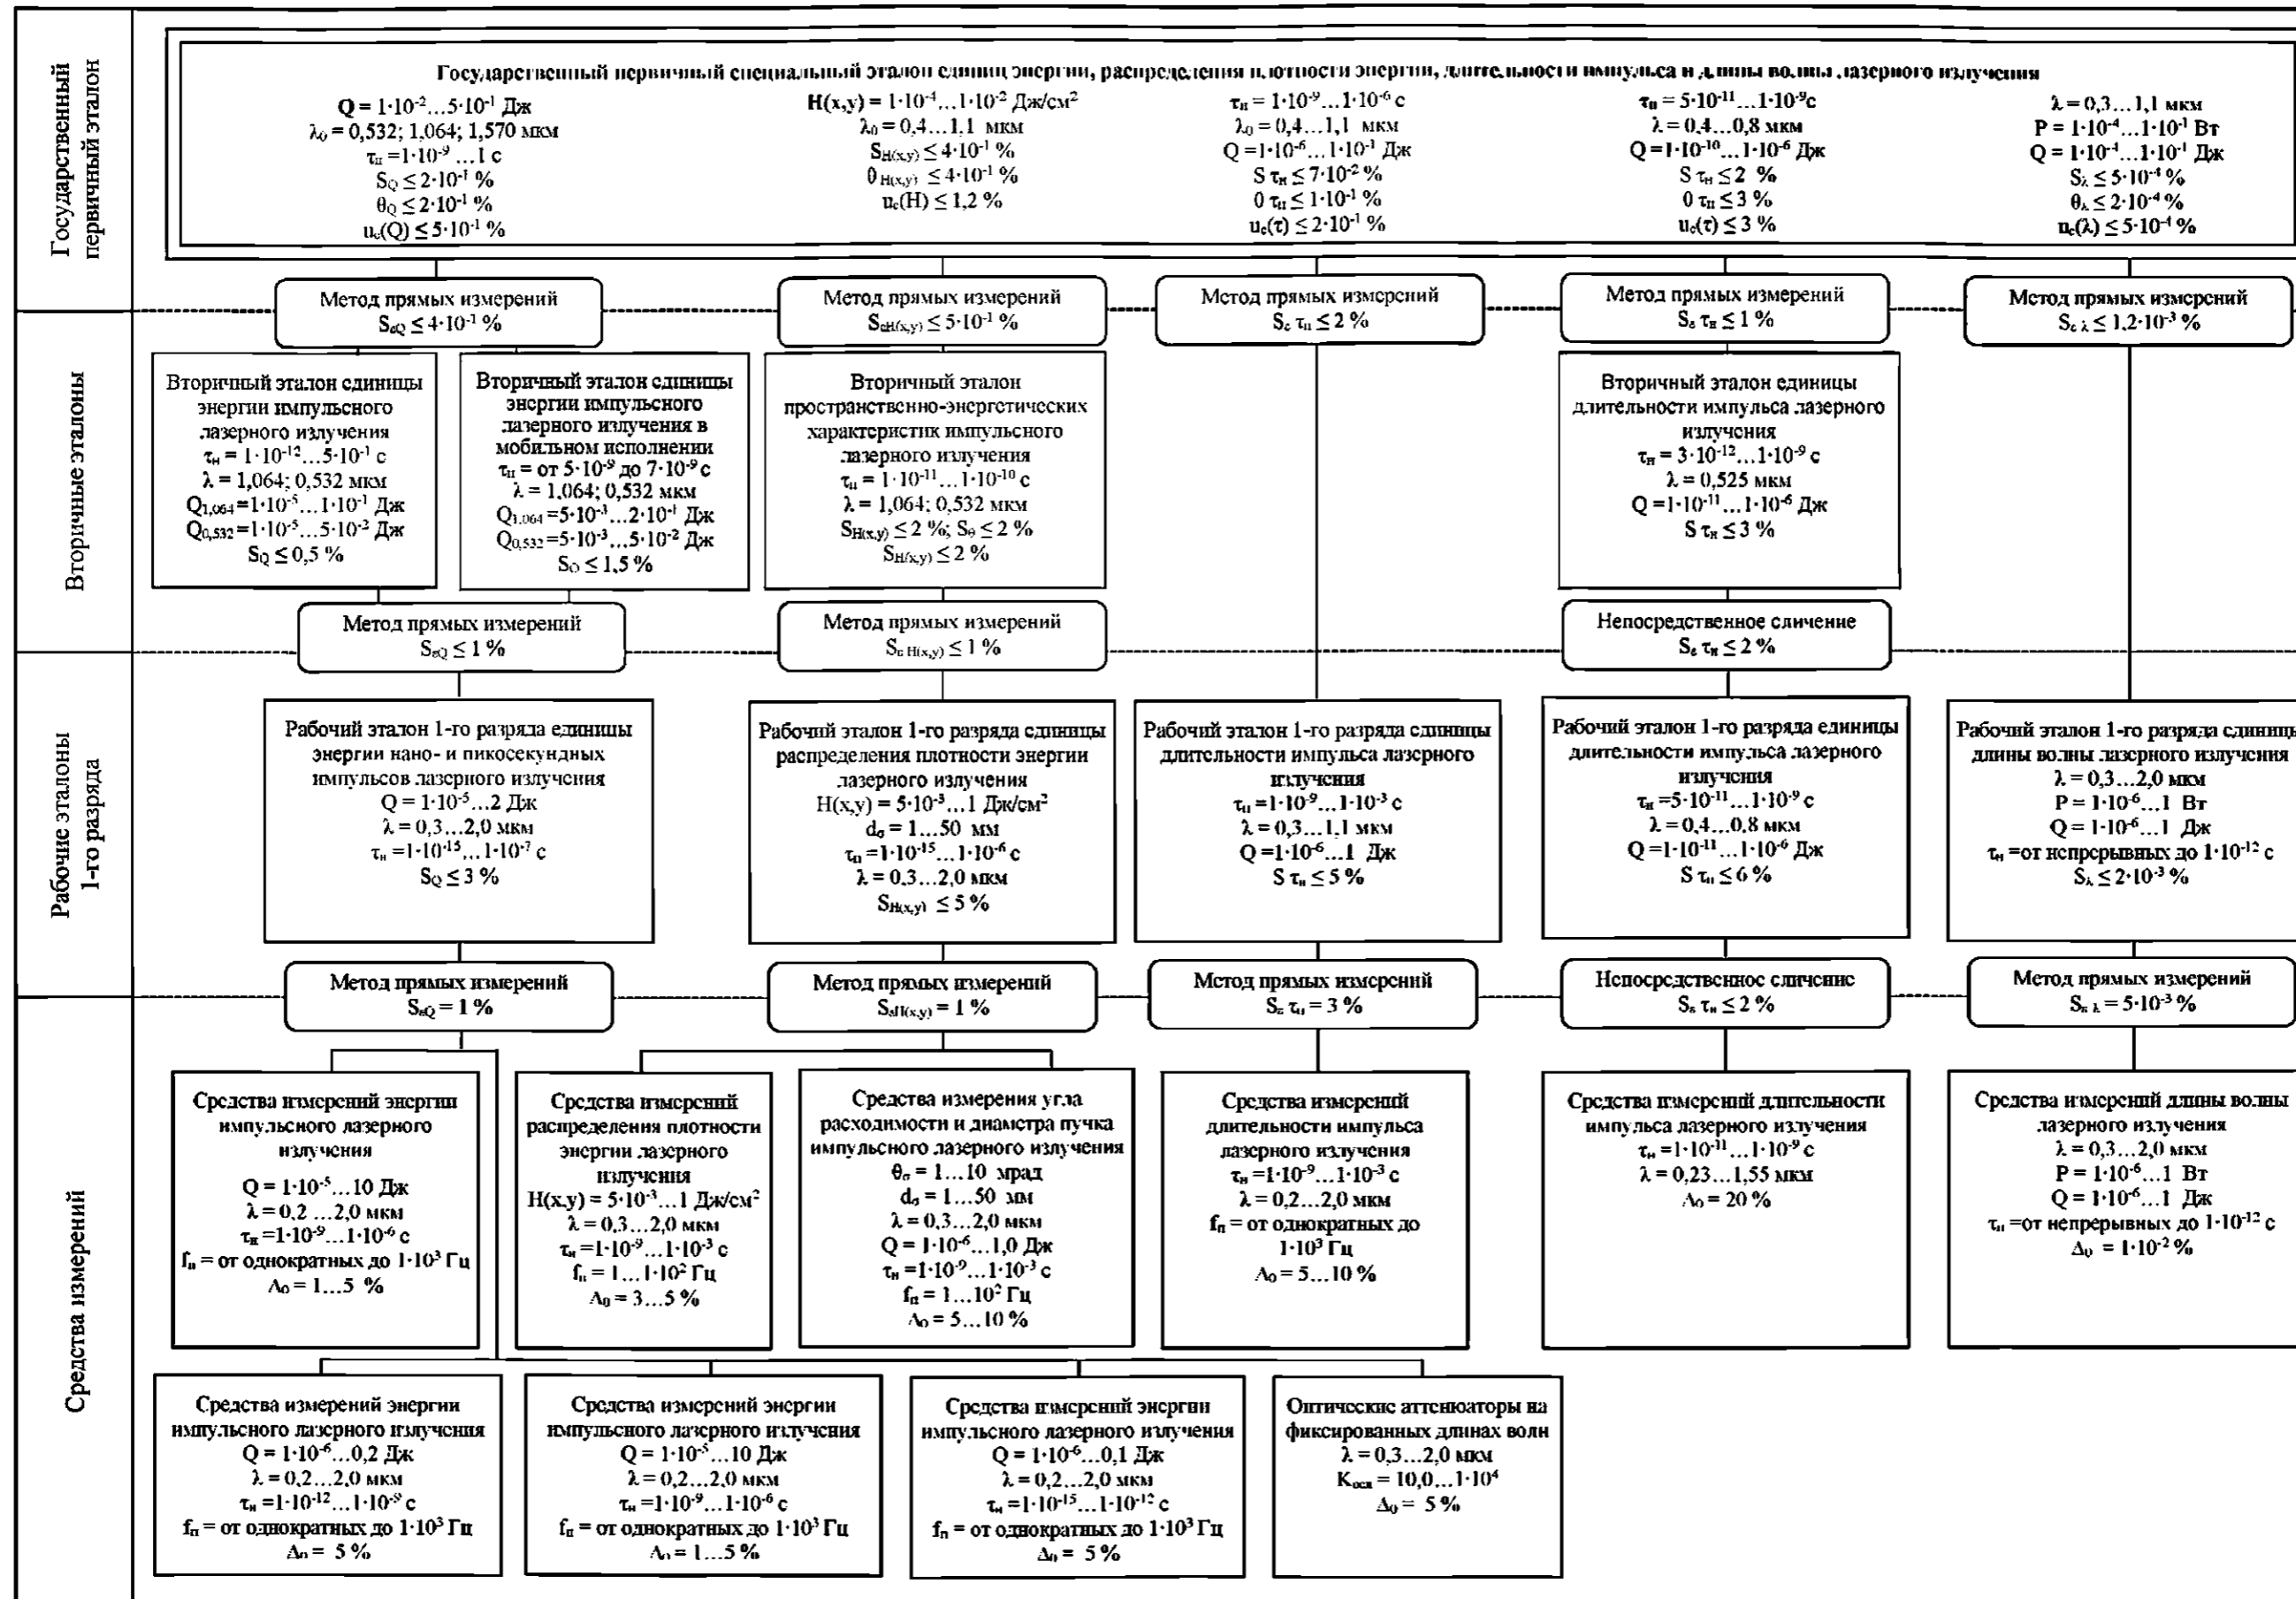 Государственный
первичный эталон
Государственный первичный специальный эталон единиц энергии, распределения плотности энергии, длительности импульса и длины волны лазерного излучения
Q = 1·10⁻²...5·10⁻¹ Дж
λ₀ = 0,532; 1,064; 1,570 мкм
τи =1·10⁻⁹ ...1 с
S_Q ≤ 2·10⁻¹ %
θ_Q ≤ 2·10⁻¹ %
u_c(Q) ≤ 5·10⁻¹ %
H(x,y) = 1·10⁻⁴...1·10⁻² Дж/см²
λ₀ = 0,4...1,1 мкм
S_H(x,y) ≤ 4·10⁻¹ %
θ_H(x,y) ≤ 4·10⁻¹ %
u_c(H) ≤ 1,2 %
τи = 1·10⁻⁹...1·10⁻⁶ с
λ₀ = 0,4...1,1 мкм
Q =1·10⁻⁶...1·10⁻¹ Дж
S τи ≤ 7·10⁻² %
θ τи ≤ 1·10⁻¹ %
u_c(τ) ≤ 2·10⁻¹ %
τи = 5·10⁻¹¹...1·10⁻⁹с
λ = 0,4...0,8 мкм
Q =1·10⁻¹⁰...1·10⁻⁶ Дж
S τи ≤ 2 %
θ τи ≤ 3 %
u_c(τ) ≤ 3 %
λ = 0,3...1,1 мкм
P = 1·10⁻⁴...1·10⁻¹ Вт
Q = 1·10⁻⁴...1·10⁻¹ Дж
S_λ ≤ 5·10⁻⁴ %
θ_λ ≤ 2·10⁻⁴ %
u_c(λ) ≤ 5·10⁻⁴ %
Метод прямых измерений
S_εQ ≤ 4·10⁻¹ %
Метод прямых измерений
S_εH(x,y) ≤ 5·10⁻¹ %
Метод прямых измерений
S_ε τи ≤ 2 %
Метод прямых измерений
S_ε τи ≤ 1 %
Метод прямых измерений
S_ε λ ≤ 1,2·10⁻³ %
Вторичные эталоны
Вторичный эталон единицы
энергии импульсного
лазерного излучения
τи = 1·10⁻¹²...5·10⁻¹ с
λ = 1,064; 0,532 мкм
Q₁,₀₆₄=1·10⁻⁵...1·10⁻¹ Дж
Q₀,₅₃₂=1·10⁻⁵...5·10⁻² Дж
S_Q ≤ 0,5 %
Вторичный эталон единицы
энергии импульсного
лазерного излучения в
мобильном исполнении
τи = от 5·10⁻⁹ до 7·10⁻⁹ с
λ = 1,064; 0,532 мкм
Q₁,₀₆₄ =5·10⁻³...2·10⁻¹ Дж
Q₀,₅₃₂=5·10⁻³...5·10⁻² Дж
S_Q ≤ 1,5 %
Вторичный эталон
пространственно-энергетических
характеристик импульсного
лазерного излучения
τи = 1·10⁻¹¹...1·10⁻¹⁰ с
λ = 1,064; 0,532 мкм
S_H(x,y) ≤ 2 %; S_θ ≤ 2 %
S_H(x,y) ≤ 2 %
Вторичный эталон единицы
длительности импульса лазерного
излучения
τи = 3·10⁻¹²...1·10⁻⁹ с
λ = 0,525 мкм
Q =1·10⁻¹¹...1·10⁻⁶ Дж
S τи ≤ 3 %
Метод прямых измерений
S_εQ ≤ 1 %
Метод прямых измерений
S_ε H(x,y) ≤ 1 %
Непосредственное сличение
S_ε τи ≤ 2 %
Рабочие эталоны
1-го разряда
Рабочий эталон 1-го разряда единицы
энергии нано- и пикосекундных
импульсов лазерного излучения
Q = 1·10⁻⁵...2 Дж
λ = 0,3...2,0 мкм
τи =1·10⁻¹⁵...1·10⁻⁷ с
S_Q ≤ 3 %
Рабочий эталон 1-го разряда единицы
распределения плотности энергии
лазерного излучения
H(x,y) = 5·10⁻³...1 Дж/см²
d_σ = 1...50 мм
τи =1·10⁻¹⁵...1·10⁻⁶ с
λ = 0,3...2,0 мкм
S_H(x,y) ≤ 5 %
Рабочий эталон 1-го разряда единицы
длительности импульса лазерного
излучения
τи =1·10⁻⁹...1·10⁻³ с
λ = 0,3...1,1 мкм
Q =1·10⁻⁶...1 Дж
S τи ≤ 5 %
Рабочий эталон 1-го разряда единицы
длительности импульса лазерного
излучения
τи =5·10⁻¹¹...1·10⁻⁹ с
λ = 0,4...0,8 мкм
Q =1·10⁻¹¹...1·10⁻⁶ Дж
S τи ≤ 6 %
Рабочий эталон 1-го разряда единицы
длины волны лазерного излучения
λ = 0,3...2,0 мкм
P = 1·10⁻⁶...1 Вт
Q = 1·10⁻⁶...1 Дж
τи =от непрерывных до 1·10⁻¹² с
S_λ ≤ 2·10⁻³ %
Метод прямых измерений
S_εQ = 1 %
Метод прямых измерений
S_εH(x,y) = 1 %
Метод прямых измерений
S_ε τи = 3 %
Непосредственное сличение
S_ε τи ≤ 2 %
Метод прямых измерений
S_ε λ = 5·10⁻³ %
Средства измерений
Средства измерений энергии
импульсного лазерного
излучения
Q = 1·10⁻⁵...10 Дж
λ = 0,2 ...2,0 мкм
τи =1·10⁻⁹...1·10⁻⁶ с
fп = от однократных до 1·10³ Гц
Δ₀ = 1...5 %
Средства измерений
распределения плотности
энергии лазерного
излучения
H(x,y) = 5·10⁻³...1 Дж/см²
λ = 0,3...2,0 мкм
τи =1·10⁻⁹...1·10⁻³ с
fп = 1...1·10² Гц
Δ₀ = 3...5 %
Средства измерения угла
расходимости и диаметра пучка
импульсного лазерного излучения
θ_σ = 1...10 мрад
d_σ = 1...50 мм
λ = 0,3...2,0 мкм
Q = 1·10⁻⁶...1,0 Дж
τи =1·10⁻⁹...1·10⁻³ с
fп = 1...10² Гц
Δ₀ = 5...10 %
Средства измерений
длительности импульса
лазерного излучения
τи =1·10⁻⁹...1·10⁻³ с
λ = 0,2...2,0 мкм
fп = от однократных до
1·10³ Гц
Δ₀ = 5...10 %
Средства измерений длительности
импульса лазерного излучения
τи =1·10⁻¹¹...1·10⁻⁹ с
λ = 0,23...1,55 мкм
Δ₀ = 20 %
Средства измерений длины волны
лазерного излучения
λ = 0,3...2,0 мкм
P = 1·10⁻⁶...1 Вт
Q = 1·10⁻⁶...1 Дж
τи =от непрерывных до 1·10⁻¹² с
Δ₀ = 1·10⁻² %
Средства измерений энергии
импульсного лазерного излучения
Q = 1·10⁻⁶...0,2 Дж
λ = 0,2...2,0 мкм
τи =1·10⁻¹²...1·10⁻⁹ с
fп = от однократных до 1·10³ Гц
Δ₀ = 5 %
Средства измерений энергии
импульсного лазерного излучения
Q = 1·10⁻⁵...10 Дж
λ = 0,2...2,0 мкм
τи =1·10⁻⁹...1·10⁻⁶ с
fп = от однократных до 1·10³ Гц
Δ₀ = 1...5 %
Средства измерений энергии
импульсного лазерного излучения
Q = 1·10⁻⁶...0,1 Дж
λ = 0,2...2,0 мкм
τи =1·10⁻¹⁵...1·10⁻¹² с
fп = от однократных до 1·10³ Гц
Δ₀ = 5 %
Оптические аттенюаторы на
фиксированных длинах волн
λ = 0,3...2,0 мкм
Kосл = 10,0...1·10⁴
Δ₀ = 5 %